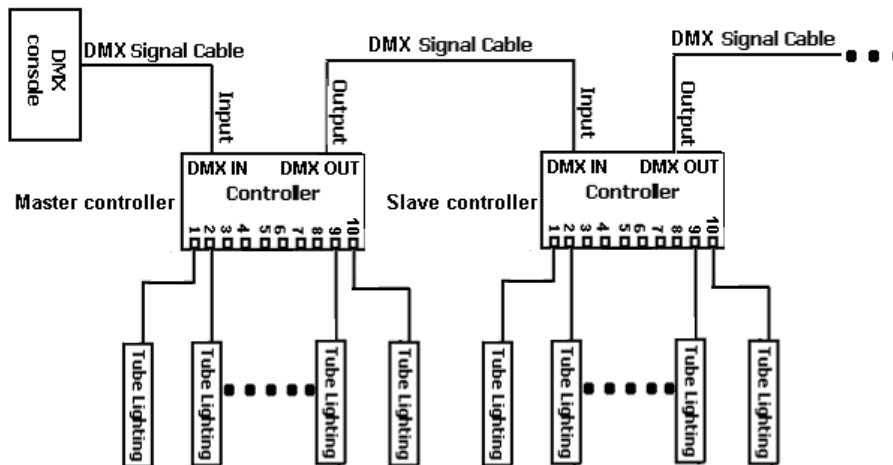 DMX console
DMX Signal Cable
DMX Signal Cable
DMX Signal Cable
Input
Output
Input
Output
DMX IN DMX OUT
Controller
DMX IN DMX OUT
Controller
Master controller
Slave controller
1 2 3 4 5 6 7 8 9 10
1 2 3 4 5 6 7 8 9 10
Tube Lighting
Tube Lighting
Tube Lighting
Tube Lighting
Tube Lighting
Tube Lighting
Tube Lighting
Tube Lighting